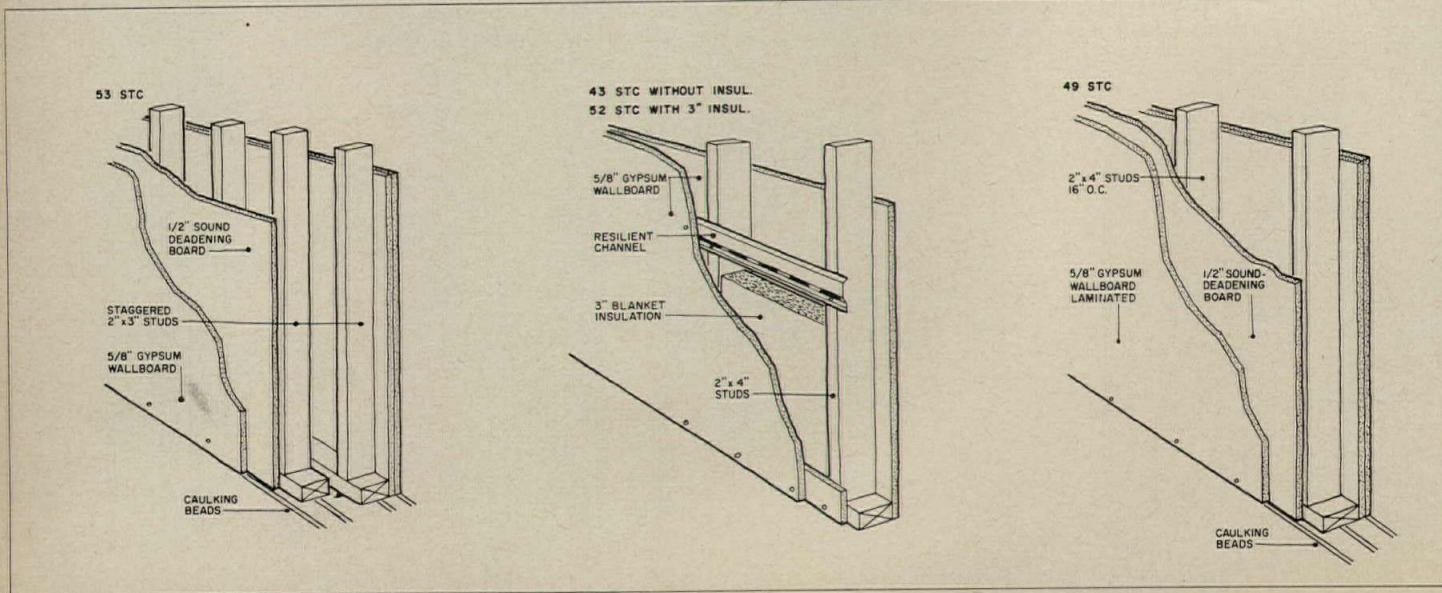 53 STC
1/2" SOUND
DEADENING
BOARD
STAGGERED
2"x3" STUDS
5/8" GYPSUM
WALLBOARD
CAULKING
BEADS
43 STC WITHOUT INSUL.
52 STC WITH 3" INSUL.
5/8" GYPSUM
WALLBOARD
RESILIENT
CHANNEL
3" BLANKET
INSULATION
2"x 4"
STUDS
49 STC
2"x 4" STUDS
16" O.C.
5/8" GYPSUM
WALLBOARD
LAMINATED
1/2" SOUND-
DEADENING
BOARD
CAULKING
BEADS